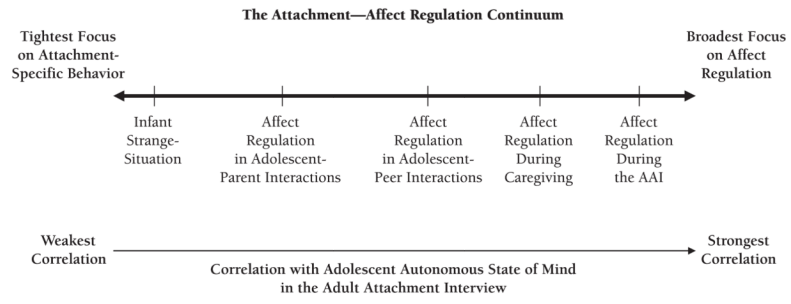 The Attachment—Affect Regulation Continuum
Tightest Focus
on Attachment-
Specific Behavior
Broadest Focus
on Affect
Regulation
Infant
Strange-
Situation
Affect
Regulation
in Adolescent-
Parent Interactions
Affect
Regulation
in Adolescent-
Peer Interactions
Affect
Regulation
During
Caregiving
Affect
Regulation
During
the AAI
Weakest
Correlation
Strongest
Correlation
Correlation with Adolescent Autonomous State of Mind
in the Adult Attachment Interview